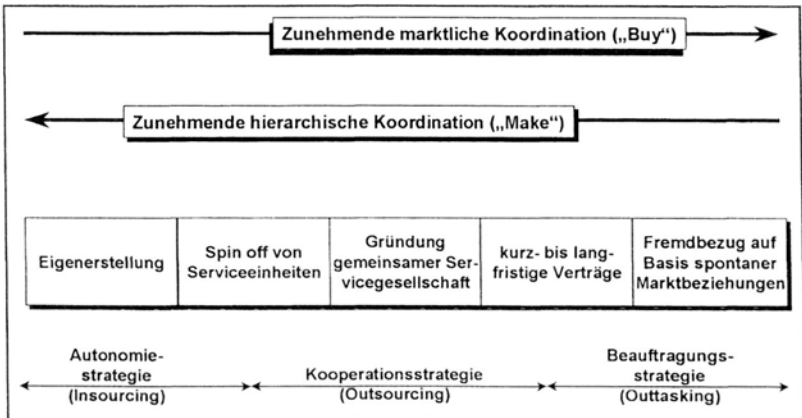 Zunehmende marktliche Koordination („Buy“)
Zunehmende hierarchische Koordination („Make“)
Eigenerstellung
Spin off von
Serviceeinheiten
Gründung
gemeinsamer Ser-
vicegesellschaft
kurz- bis lang-
fristige Verträge
Fremdbezug auf
Basis spontaner
Marktbeziehungen
Autonomie-
strategie
(Insourcing)
Kooperationsstrategie
(Outsourcing)
Beauftragungs-
strategie
(Outtasking)